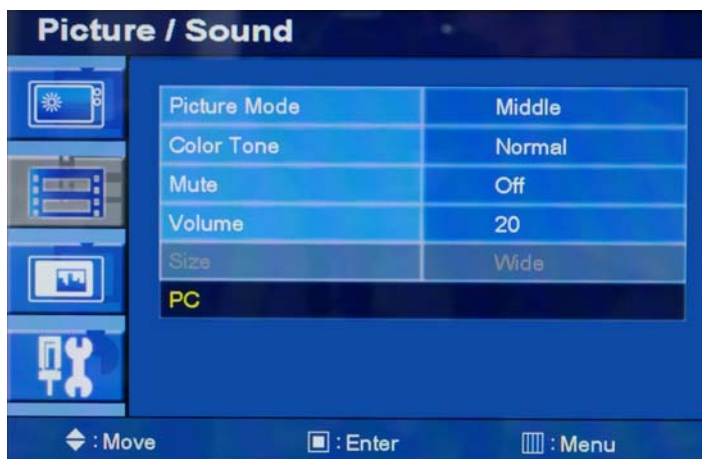 Picture / Sound
Picture Mode Middle
Color Tone Normal
Mute Off
Volume 20
Size Wide
PC
: Move : Enter : Menu